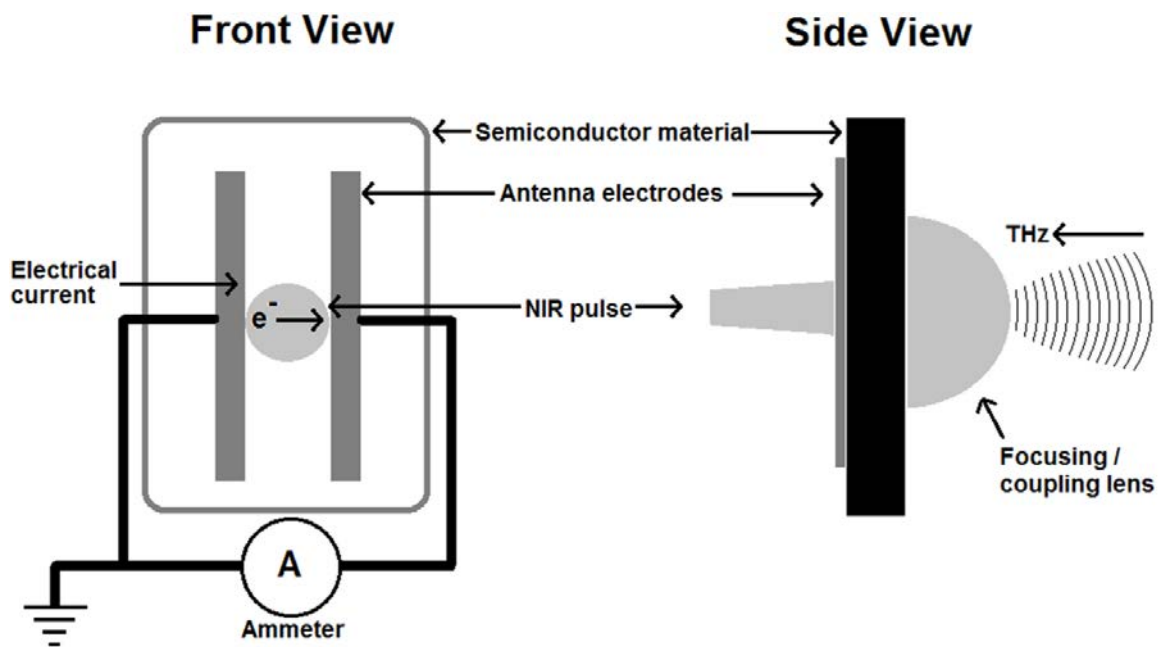 Front View
Side View
Semiconductor material
Antenna electrodes
THz
Electrical
current
e-
NIR pulse
Focusing /
coupling lens
A
Ammeter